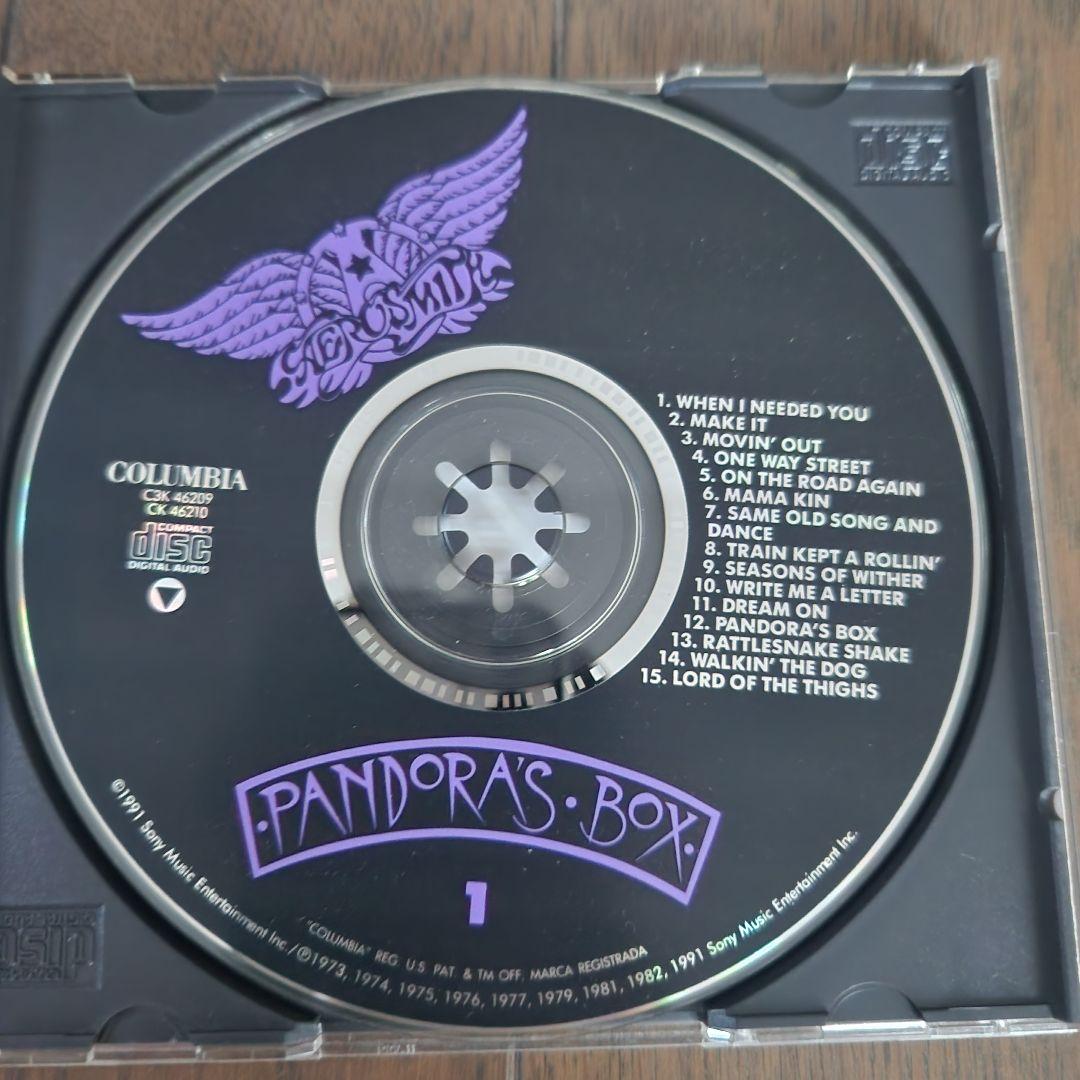 AEROSMITH
COLUMBIA
C3K 46209
CK 46210
COMPACT
disc
DIGITAL AUDIO
1. WHEN I NEEDED YOU
2. MAKE IT
3. MOVIN' OUT
4. ONE WAY STREET
5. ON THE ROAD AGAIN
6. MAMA KIN
7. SAME OLD SONG AND
DANCE
8. TRAIN KEPT A ROLLIN'
9. SEASONS OF WITHER
10. WRITE ME A LETTER
11. DREAM ON
12. PANDORA'S BOX
13. RATTLESNAKE SHAKE
14. WALKIN' THE DOG
15. LORD OF THE THIGHS
·PANDORA'S·BOX·
1
"COLUMBIA" REG. U.S. PAT. & TM OFF. MARCA REGISTRADA
©1991 Sony Music Entertainment Inc./℗1973, 1974, 1975, 1976, 1977, 1979, 1981, 1982, 1991 Sony Music Entertainment Inc.
COMPACT
disc
DIGITAL AUDIO
disc